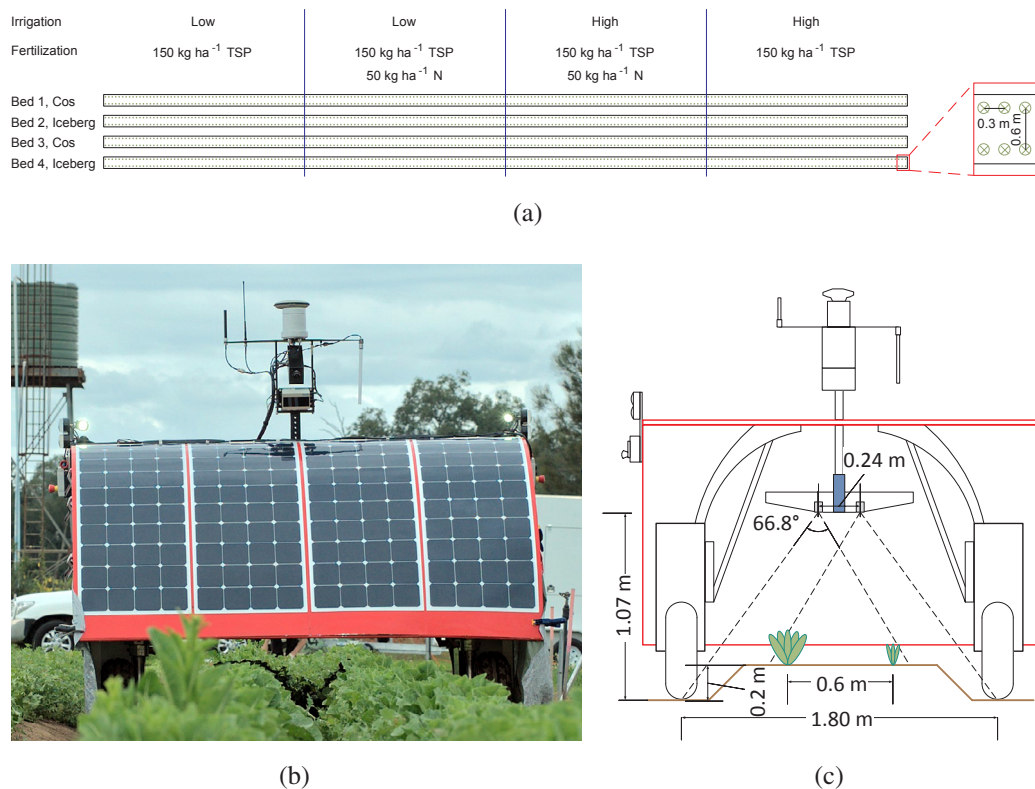 Irrigation Low Low High High
Fertilization 150 kg ha⁻¹ TSP 150 kg ha⁻¹ TSP 150 kg ha⁻¹ TSP 150 kg ha⁻¹ TSP
50 kg ha⁻¹ N 50 kg ha⁻¹ N
Bed 1, Cos
Bed 2, Iceberg
Bed 3, Cos
Bed 4, Iceberg
0.3 m
0.6 m
(a)
0.24 m
66.8°
1.07 m
0.2 m
0.6 m
1.80 m
(b)
(c)